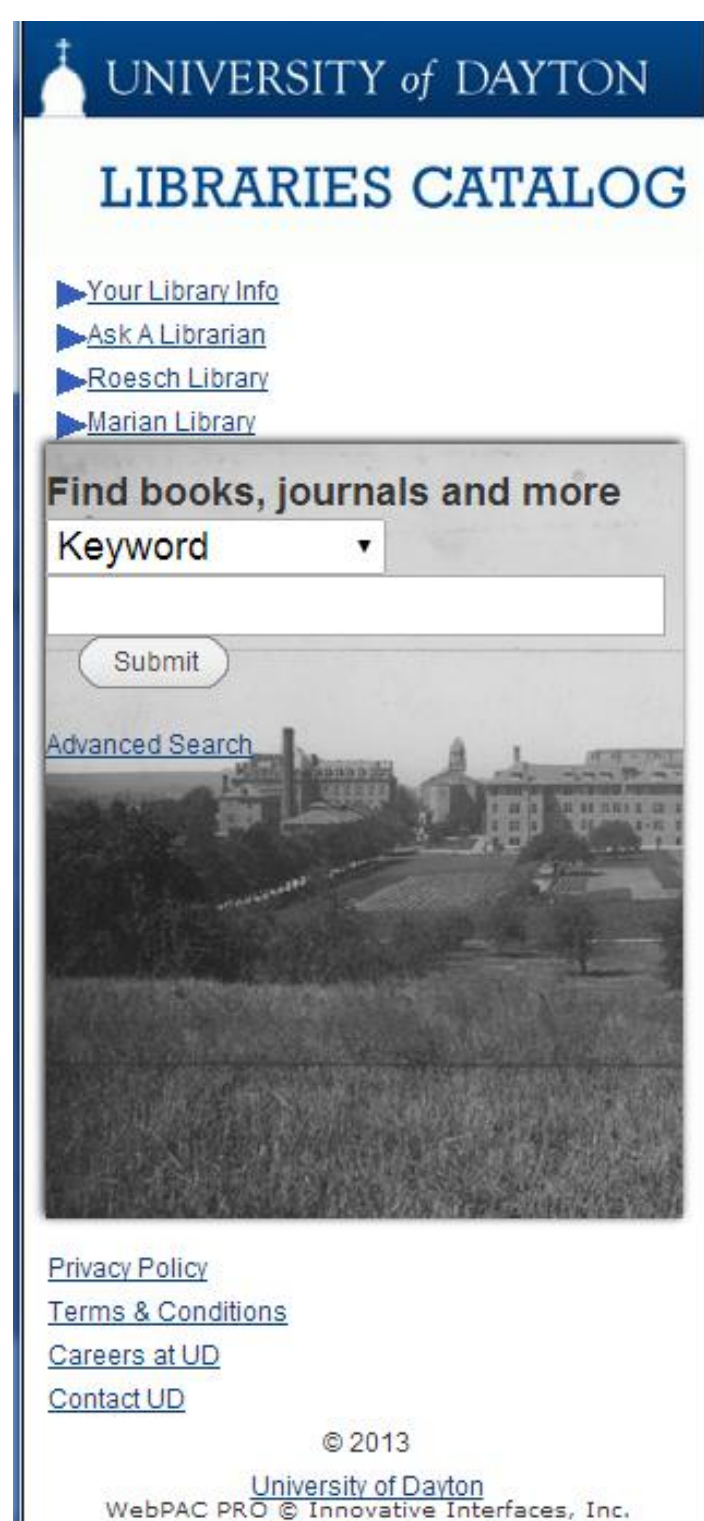 UNIVERSITY of DAYTON
LIBRARIES CATALOG
Your Library Info
Ask A Librarian
Roesch Library
Marian Library
Find books, journals and more
Keyword
Submit
Advanced Search
Privacy Policy
Terms & Conditions
Careers at UD
Contact UD
© 2013
University of Dayton
WebPAC PRO © Innovative Interfaces, Inc.